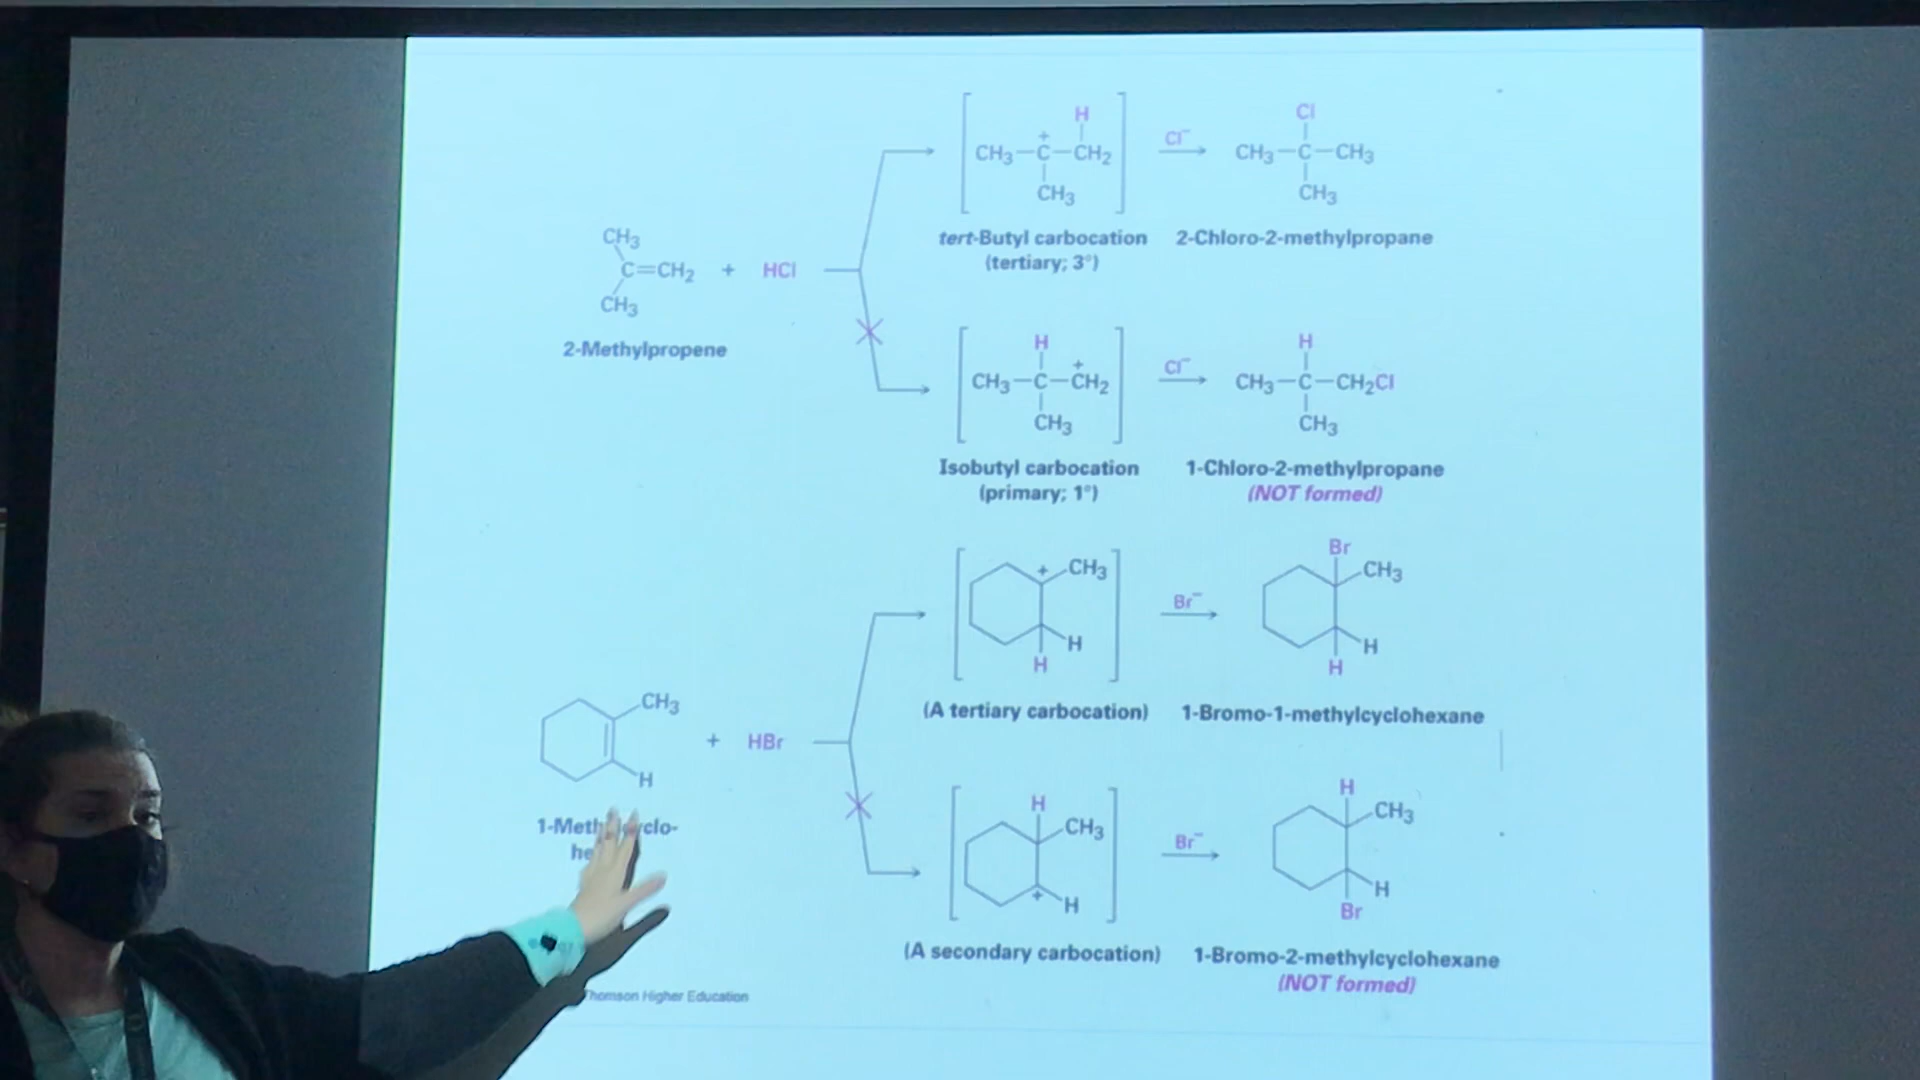 H
CH₃—C⁺—CH₂
CH₃
Cl⁻
Cl
CH₃—C—CH₃
CH₃
tert-Butyl carbocation
(tertiary; 3°)
2-Chloro-2-methylpropane
CH₃
C=CH₂ + HCl
CH₃
2-Methylpropene
H
CH₃—C—C⁺H₂
CH₃
Cl⁻
H
CH₃—C—CH₂Cl
CH₃
Isobutyl carbocation
(primary; 1°)
1-Chloro-2-methylpropane
(NOT formed)
+ CH₃
H
H
Br⁻
Br
CH₃
H
H
(A tertiary carbocation)
1-Bromo-1-methylcyclohexane
CH₃
H
+ HBr
H
CH₃
+ H
Br⁻
H
CH₃
H
Br
(A secondary carbocation)
1-Bromo-2-methylcyclohexane
(NOT formed)
Thomson Higher Education